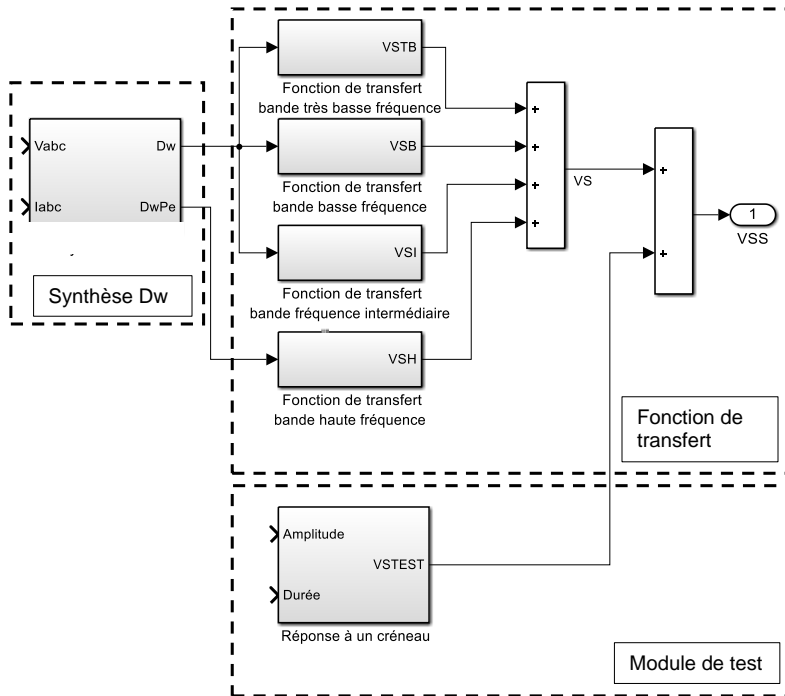 VSTB
Fonction de transfert
bande très basse fréquence
Vabc
Dw
Iabc
DwPe
Synthèse Dw
VSB
Fonction de transfert
bande basse fréquence
VSI
Fonction de transfert
bande fréquence intermédiaire
VSH
Fonction de transfert
bande haute fréquence
+
+
+
+
VS
+
+
1
VSS
Fonction de
transfert
Amplitude
VSTEST
Durée
Réponse à un créneau
Module de test